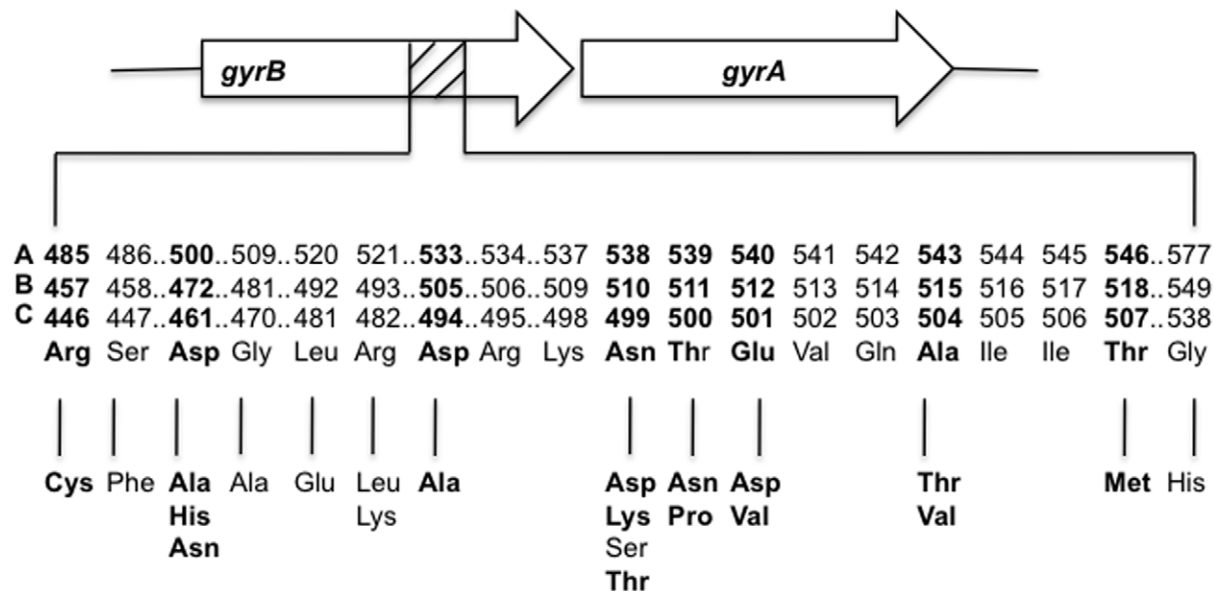 gyrB gyrA
A 485 486..500..509..520 521..533..534..537 538 539 540 541 542 543 544 545 546..577
B 457 458..472..481..492 493..505..506..509 510 511 512 513 514 515 516 517 518..549
C 446 447..461..470..481 482..494..495..498 499 500 501 502 503 504 505 506 507..538
Arg Ser Asp Gly Leu Arg Asp Arg Lys Asn Thr Glu Val Gln Ala Ile Ile Thr Gly
Cys Phe Ala Ala Glu Leu Ala Asp Asn Asp Thr Met His
His Lys Lys Pro Val Val
Asn Ser
Thr